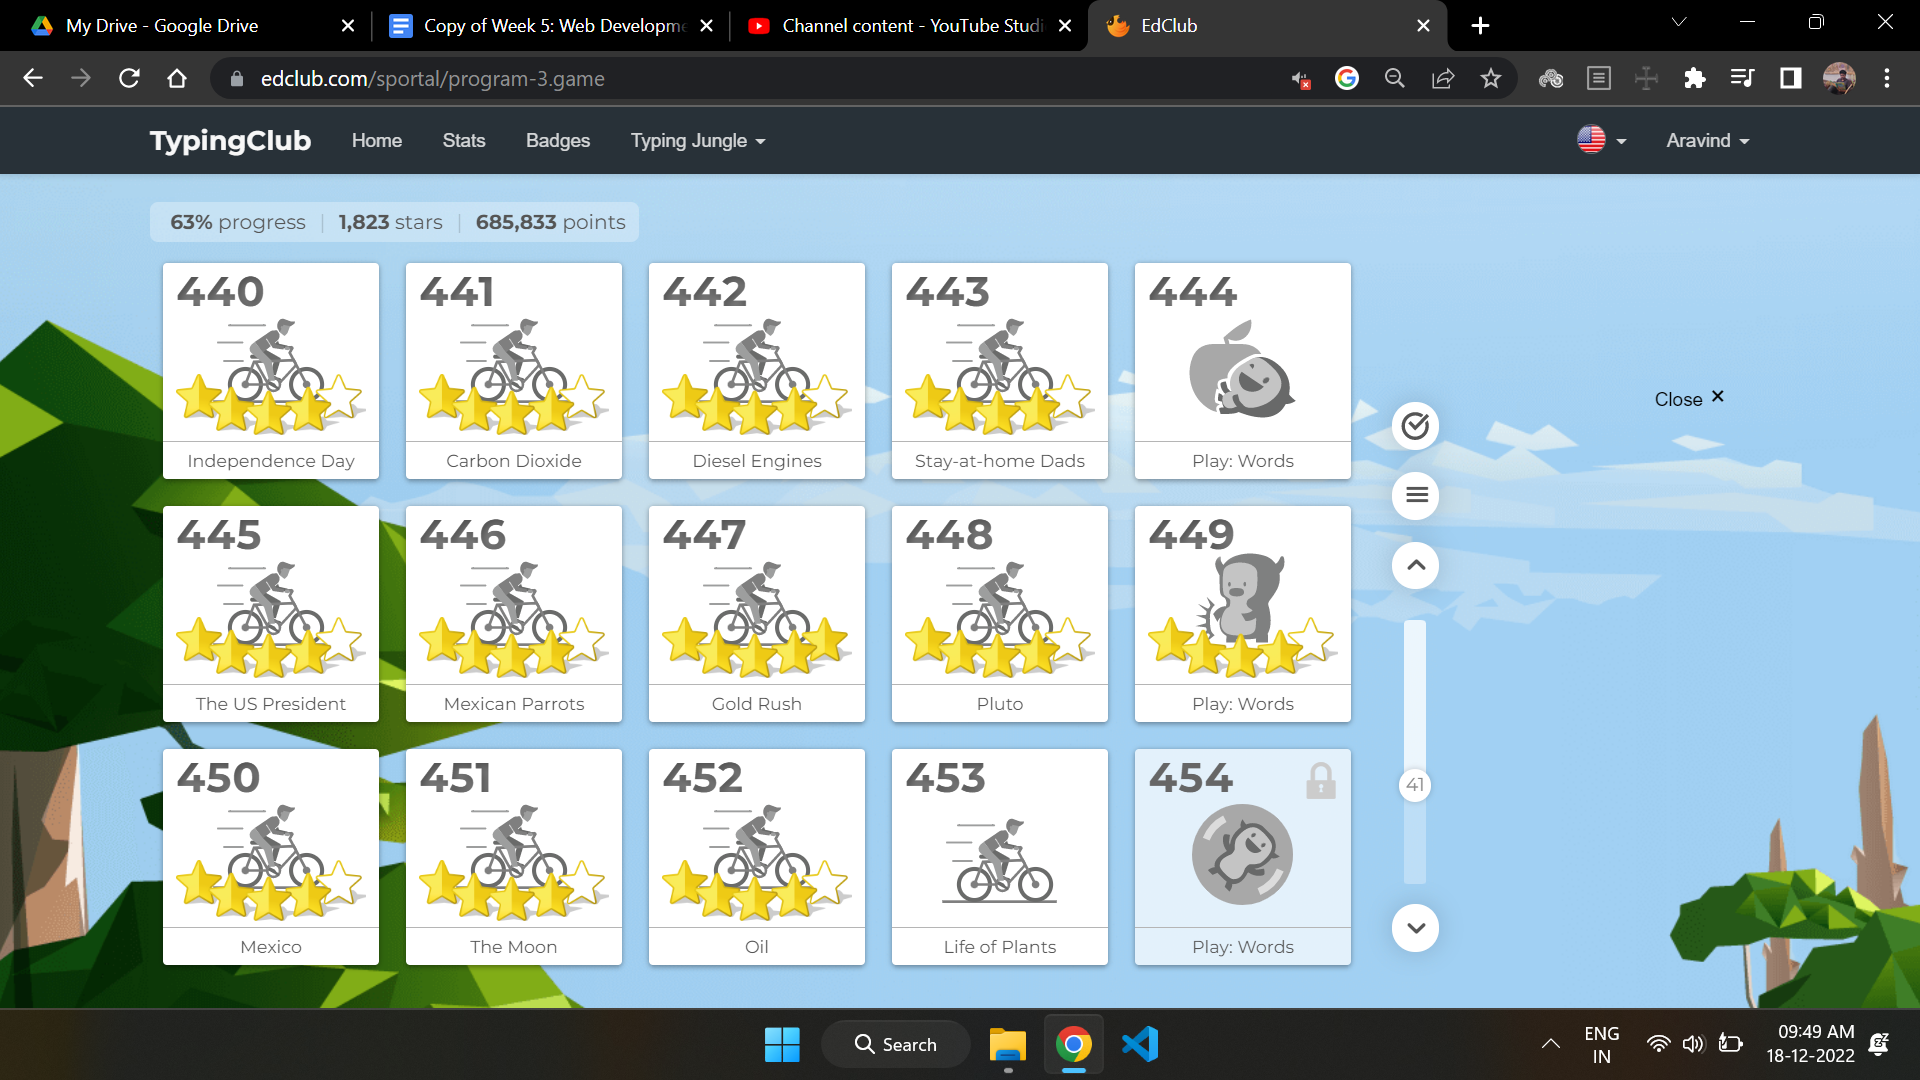 My Drive - Google Drive
Copy of Week 5: Web Developme
Channel content - YouTube Studi
EdClub
edclub.com/sportal/program-3.game
TypingClub
Home
Stats
Badges
Typing Jungle
Aravind
63% progress
1,823 stars
685,833 points
440
441
442
443
444
Independence Day
Carbon Dioxide
Diesel Engines
Stay-at-home Dads
Play: Words
Close
445
446
447
448
449
The US President
Mexican Parrots
Gold Rush
Pluto
Play: Words
450
451
452
453
454
41
Mexico
The Moon
Oil
Life of Plants
Play: Words
Search
ENG
IN
09:49 AM
18-12-2022